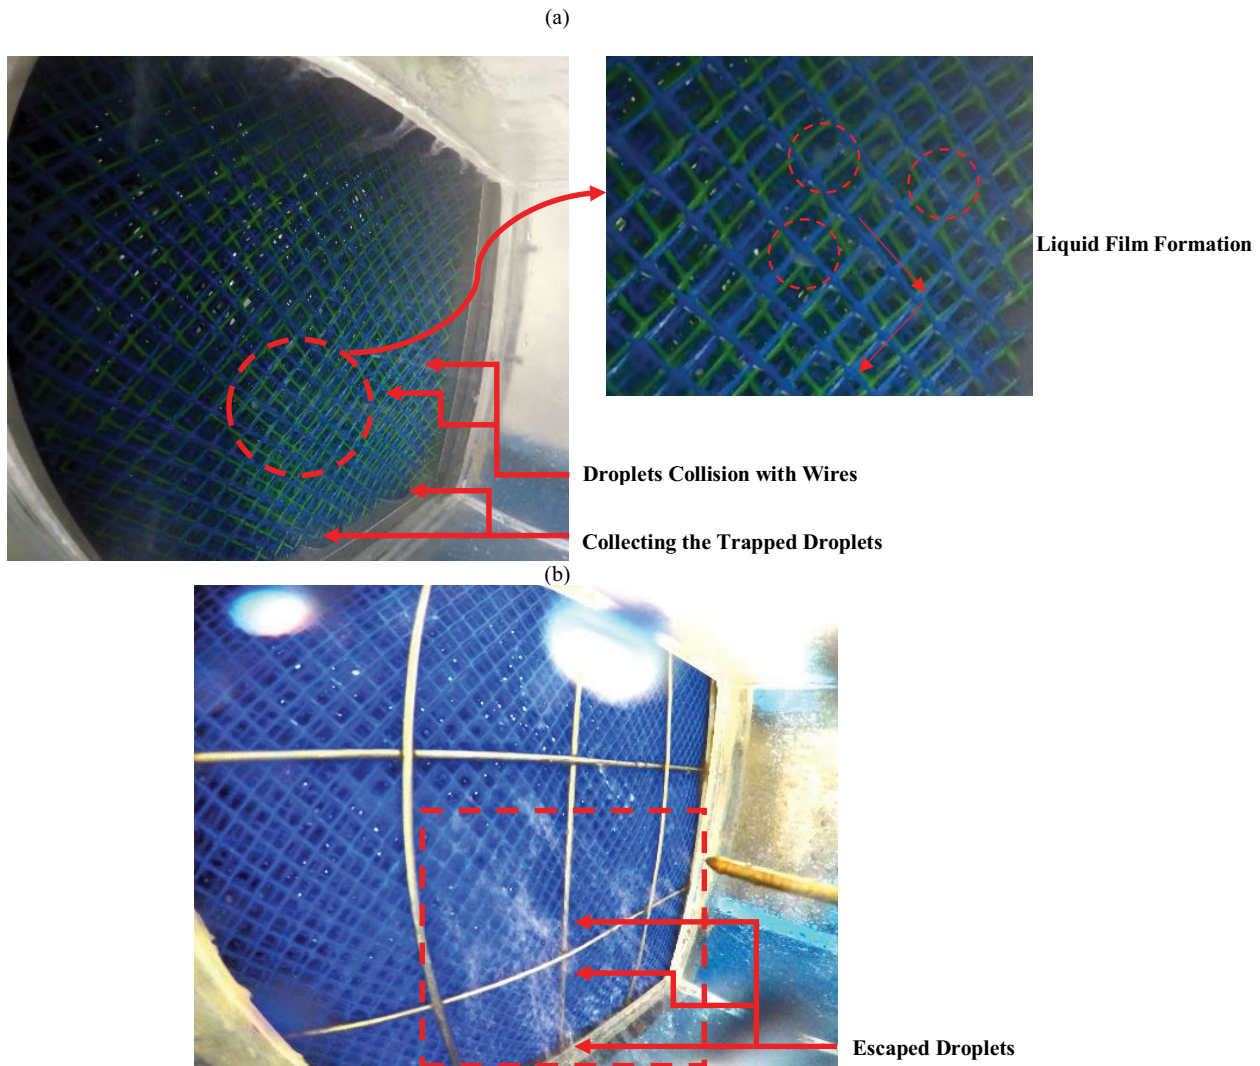 (a)
Liquid Film Formation
Droplets Collision with Wires
Collecting the Trapped Droplets
(b)
Escaped Droplets